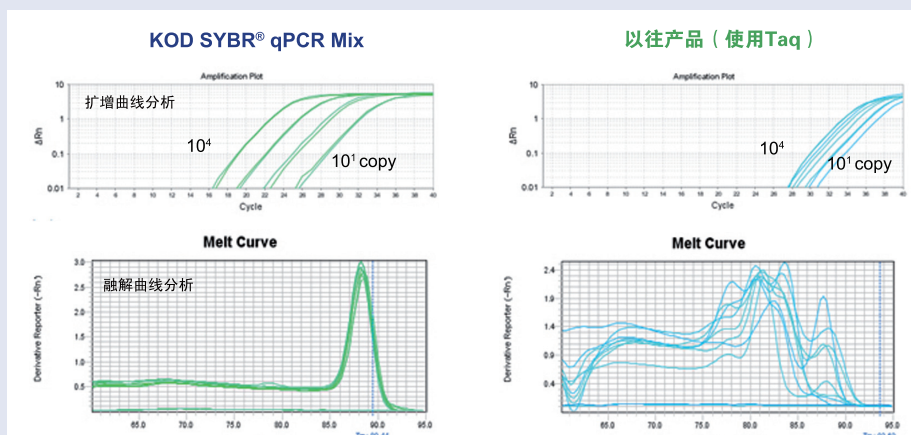 KOD SYBR® qPCR Mix
以往产品（使用Taq）
Amplification Plot
扩增曲线分析
10⁴
10¹ copy
ΔRn
10
1
0.1
0.01
2 4 6 8 10 12 14 16 18 20 22 24 26 28 30 32 34 36 38 40
Cycle
Amplification Plot
10⁴
10¹ copy
ΔRn
10
1
0.1
0.01
2 4 6 8 10 12 14 16 18 20 22 24 26 28 30 32 34 36 38 40
Cycle
Melt Curve
融解曲线分析
Derivative Reporter (-Rn)
3.0
2.5
2.0
1.5
1.0
0.5
65.0 70.0 75.0 80.0 85.0 90.0 95.0
Melt Curve
Derivative Reporter (-Rn)
2.4
1.9
1.4
0.9
0.4
65.0 70.0 75.0 80.0 85.0 90.0 95.0